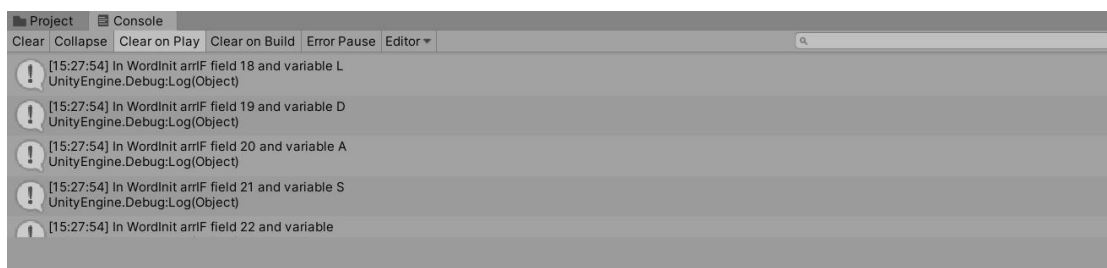 Project Console
Clear Collapse Clear on Play Clear on Build Error Pause Editor
[15:27:54] In WordInit arrIF field 18 and variable L
UnityEngine.Debug:Log(Object)
[15:27:54] In WordInit arrIF field 19 and variable D
UnityEngine.Debug:Log(Object)
[15:27:54] In WordInit arrIF field 20 and variable A
UnityEngine.Debug:Log(Object)
[15:27:54] In WordInit arrIF field 21 and variable S
UnityEngine.Debug:Log(Object)
[15:27:54] In WordInit arrIF field 22 and variable